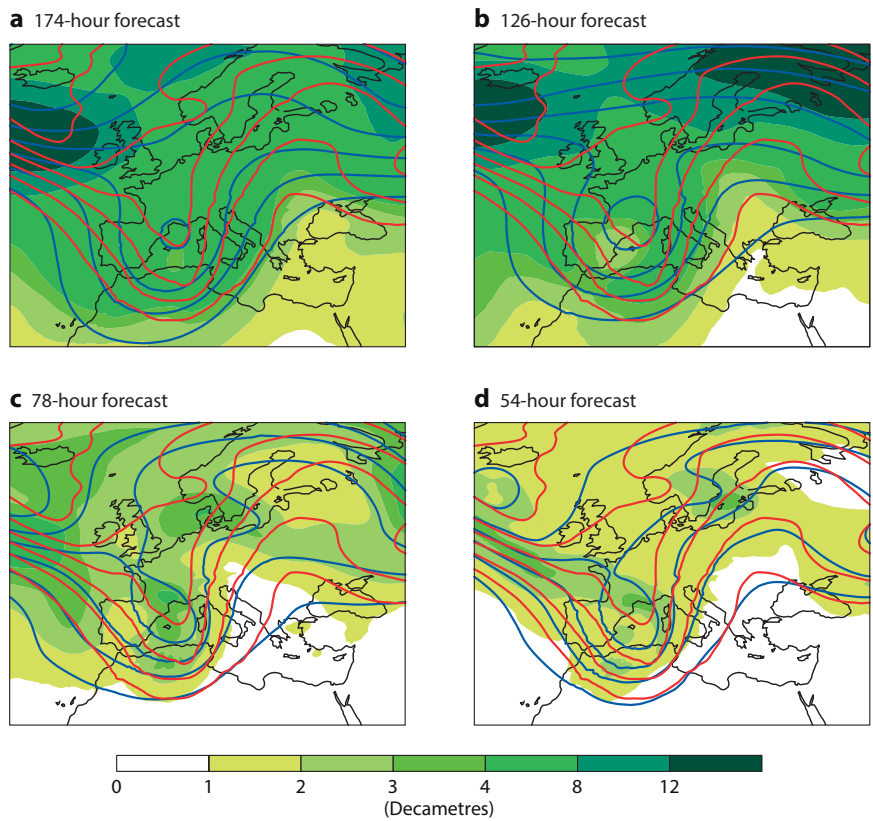 a 174-hour forecast
b 126-hour forecast
c 78-hour forecast
d 54-hour forecast
0 1 2 3 4 8 12
(Decametres)